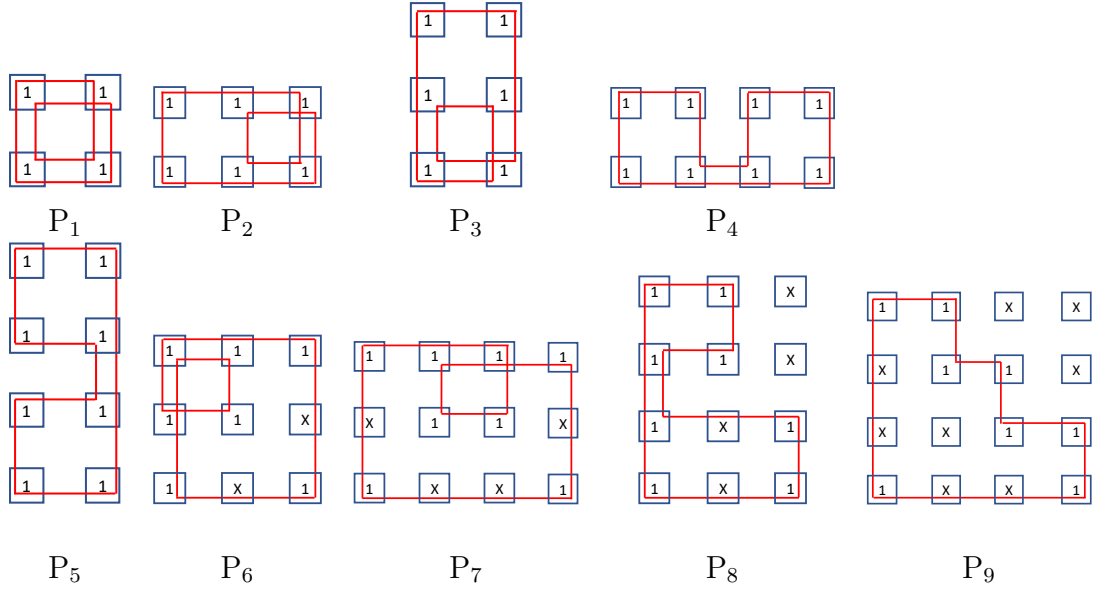 1 1
1 1 1 1 1 1 1 1 1 1 1
1 1 1 1 1 1 1 1 1 1 1
P₁ P₂ P₃ P₄
1 1
1 1 X 1 1 X X
1 1 1 1 1 1 1 1 1 1 1 X X 1 1 X
1 1 1 1 X X 1 1 X 1 X 1 X X 1 1
1 1 1 X 1 1 X X 1 1 X 1 1 X X 1
P₅ P₆ P₇ P₈ P₉